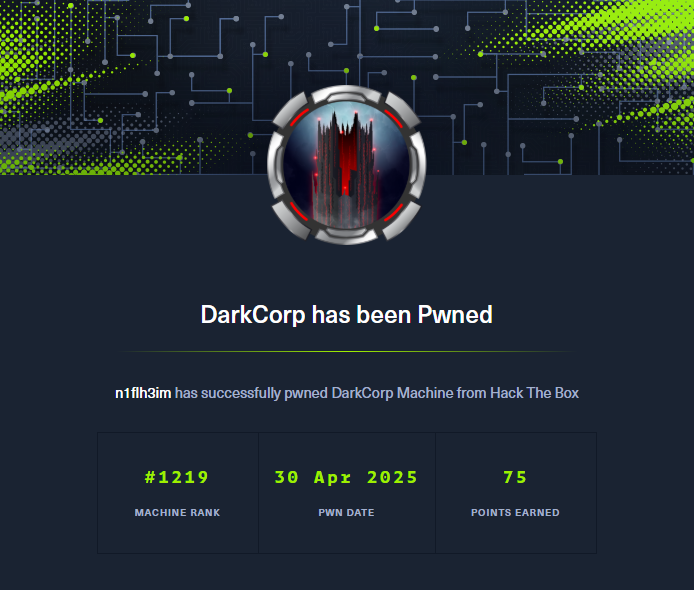 DarkCorp has been Pwned
n1flh3im has successfully pwned DarkCorp Machine from Hack The Box
#1219 30 Apr 2025 75
MACHINE RANK PWN DATE POINTS EARNED